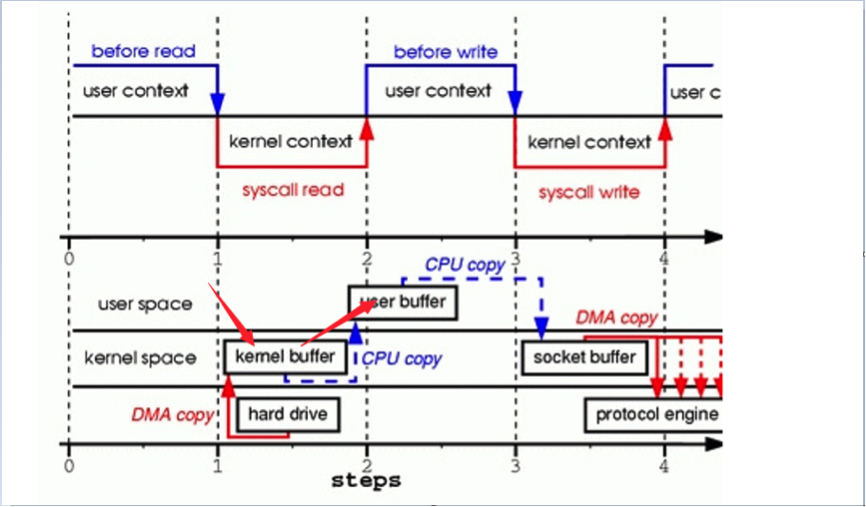 before read
before write
user context
user context
user c
kernel context
kernel context
syscall read
syscall write
0 1 2 3 4
CPU copy
user space
user buffer
DMA copy
kernel space
kernel buffer
CPU copy
socket buffer
DMA copy
hard drive
protocol engine
0 1 2 3 4
steps